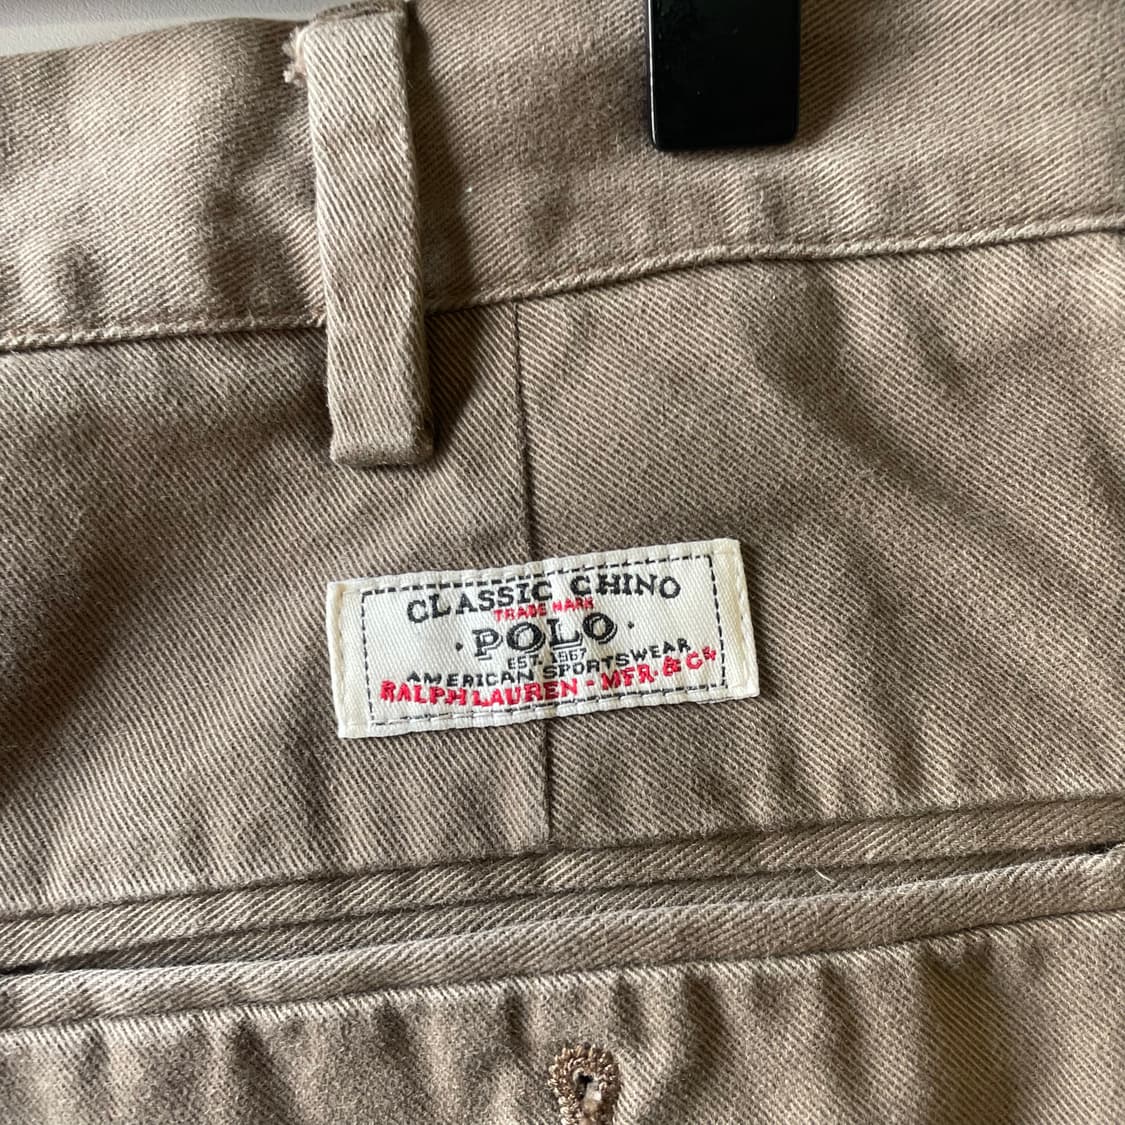 CLASSIC CHINO
TRADE MARK
·POLO·
EST. 1967
AMERICAN SPORTSWEAR
RALPH LAUREN - MFR. & Cº